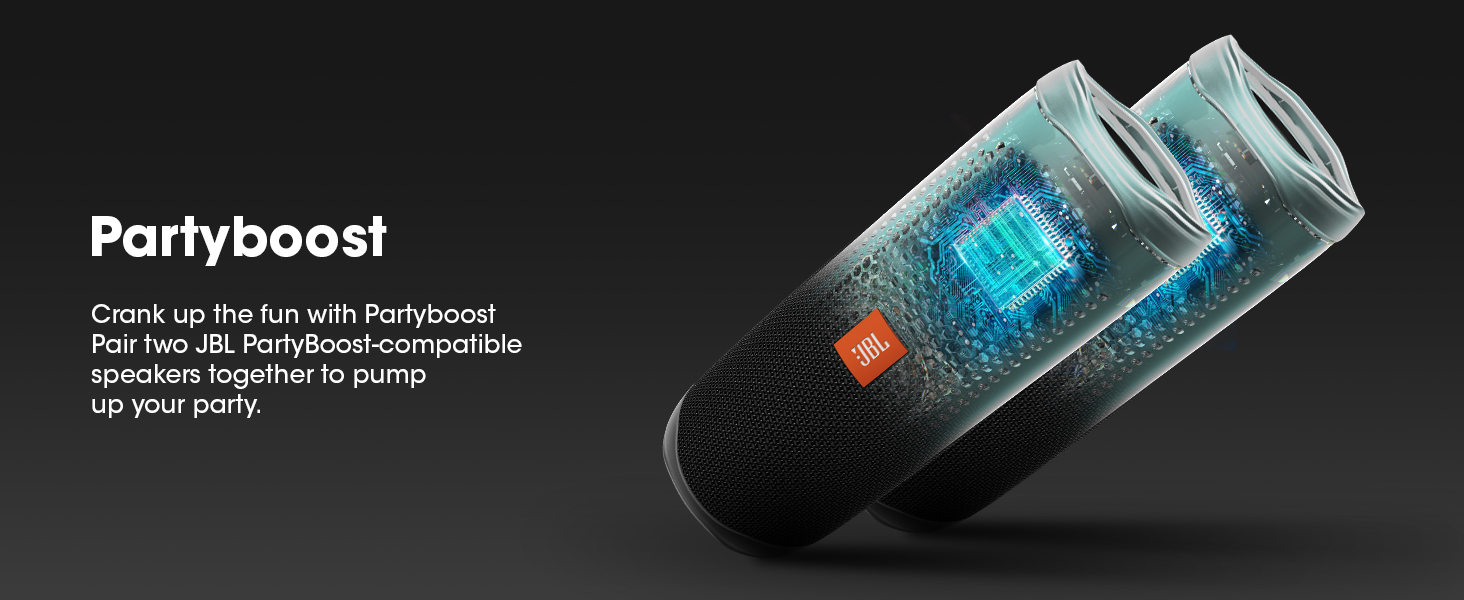 Partyboost
Crank up the fun with Partyboost
Pair two JBL PartyBoost-compatible
speakers together to pump
up your party.
JBL